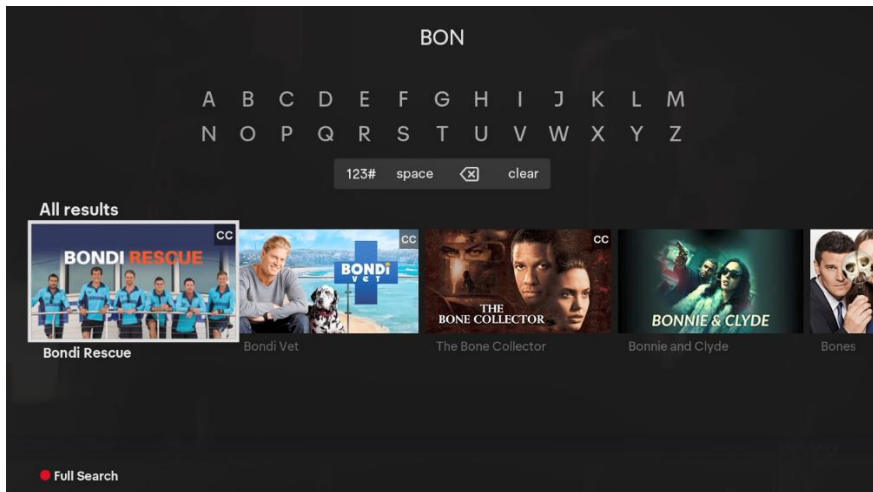 BON
A B C D E F G H I J K L M
N O P Q R S T U V W X Y Z
123# space clear
All results
CC
BONDI RESCUE
Bondi Rescue
CC
BONDi
VET
Bondi Vet
CC
THE
BONE COLLECTOR
The Bone Collector
BONNIE & CLYDE
Bonnie and Clyde
Bones
Full Search